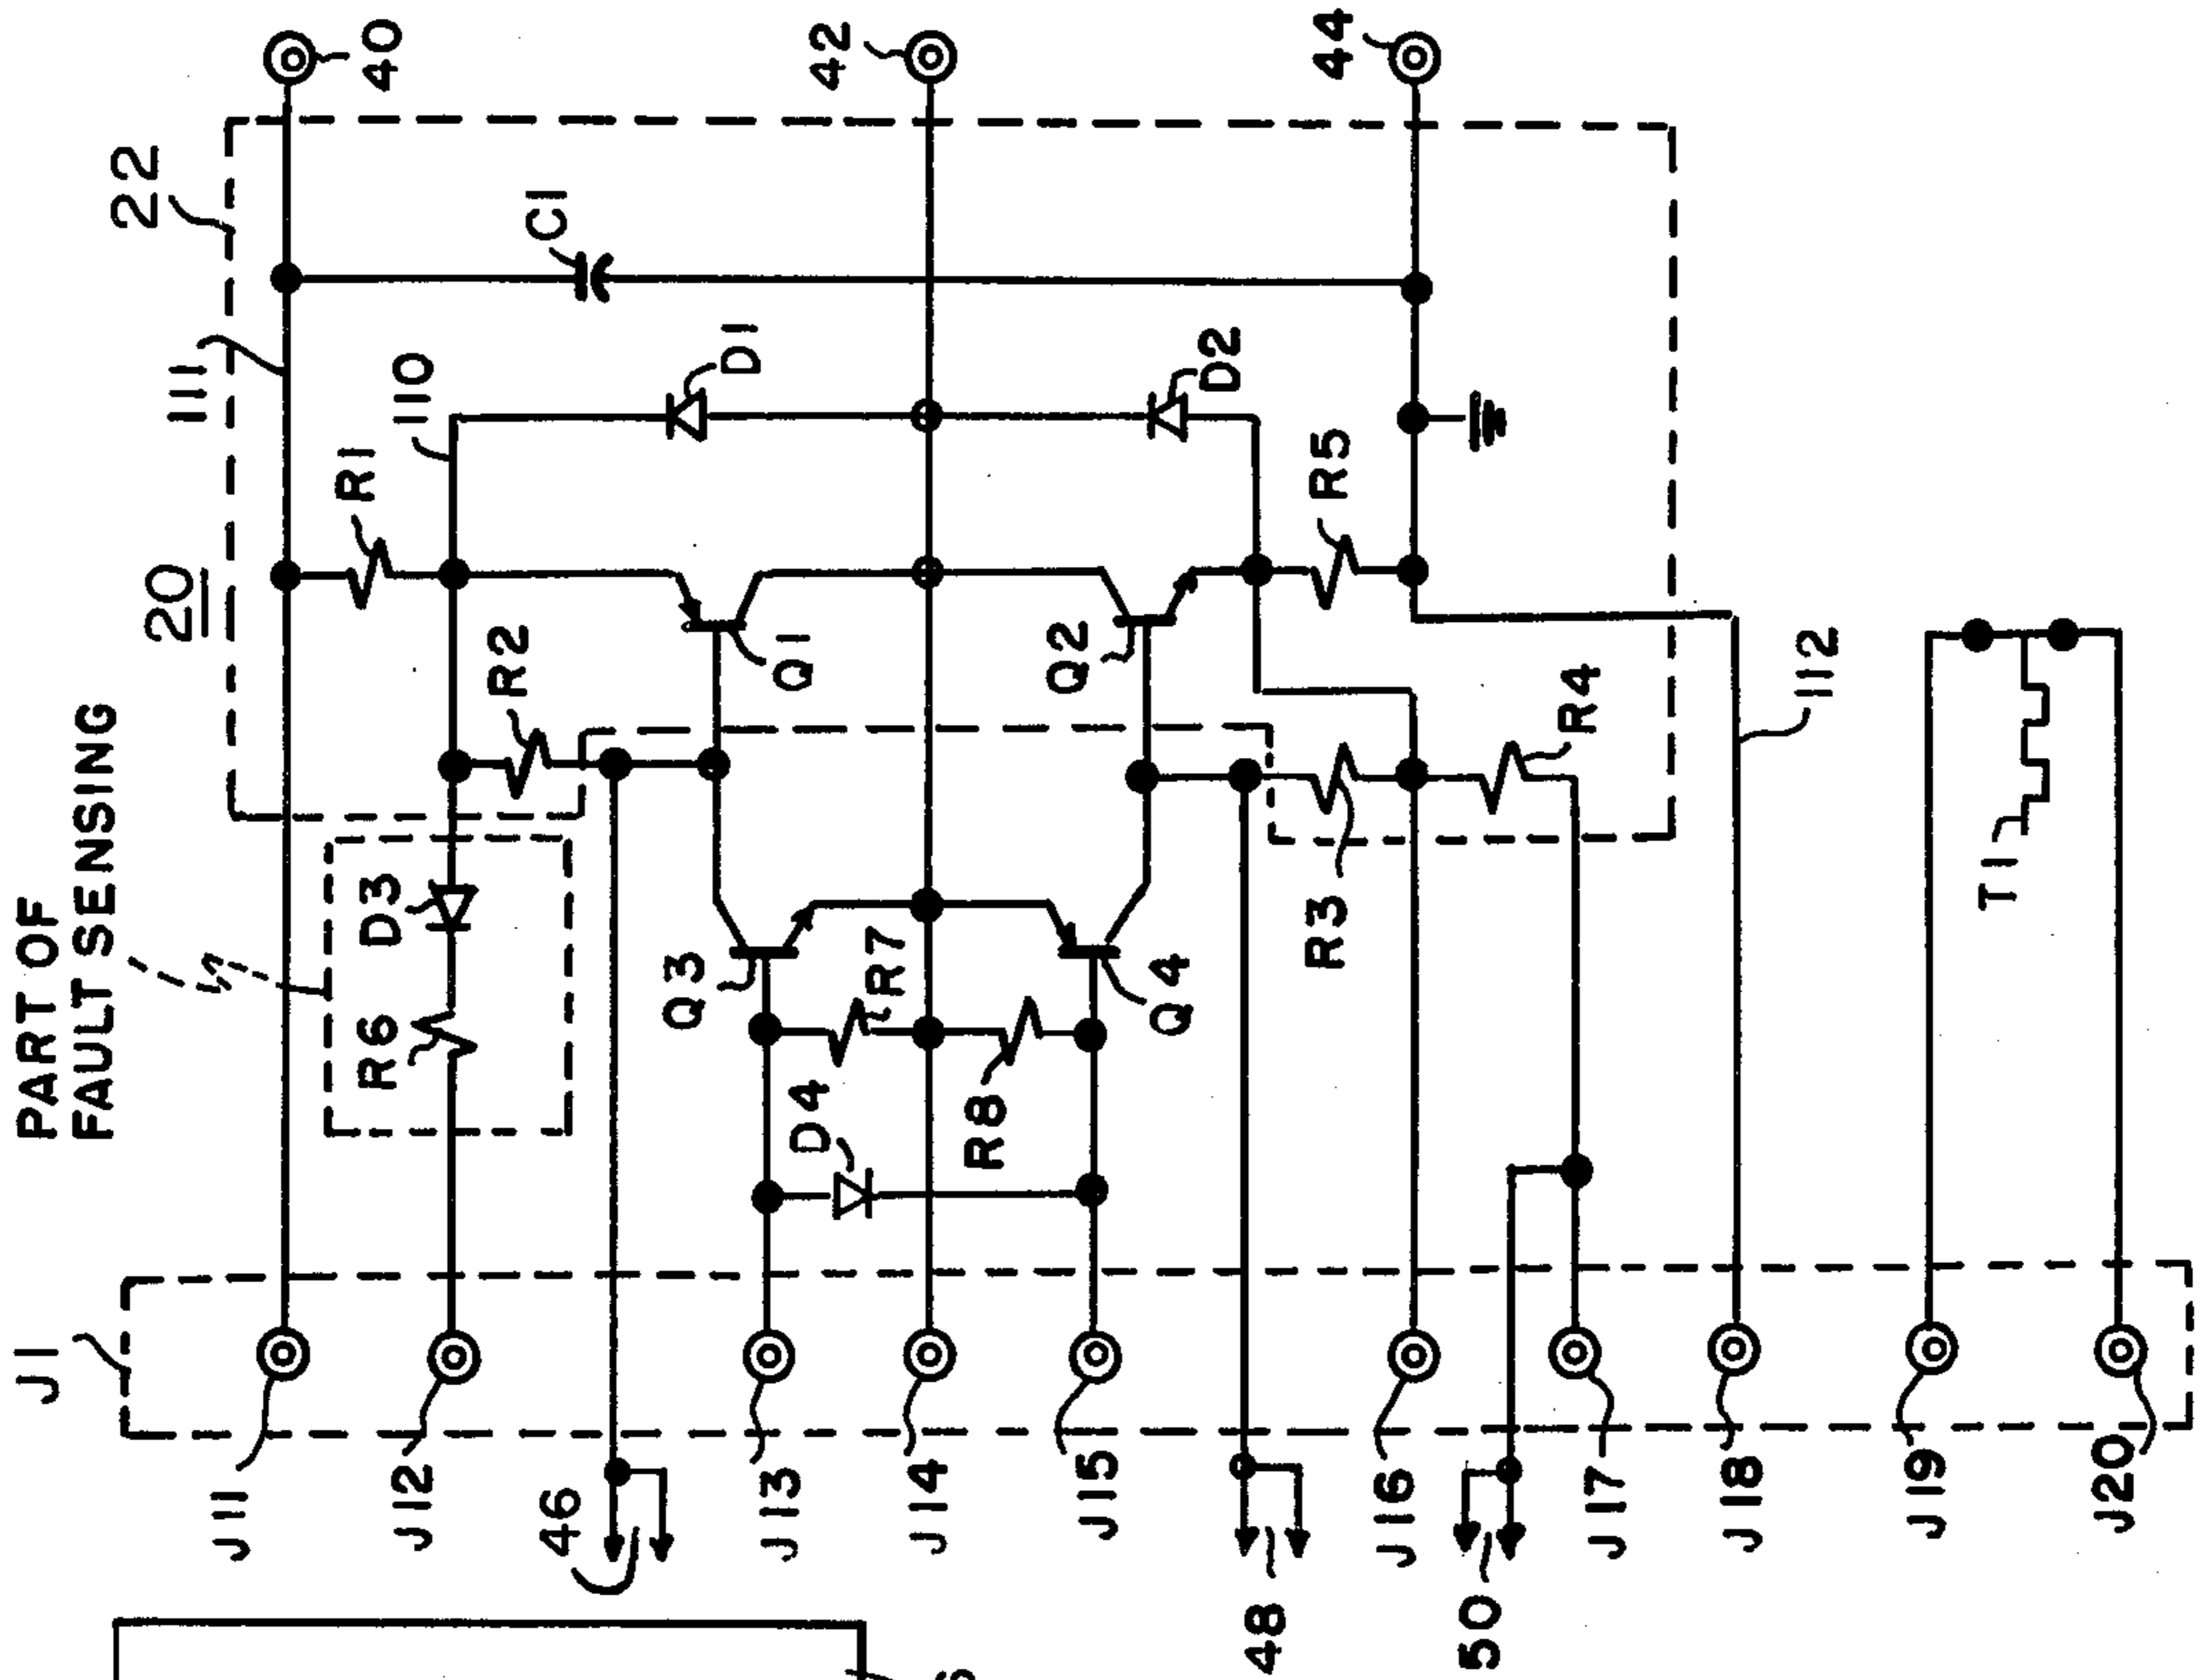 J1
PART OF
FAULT SENSING
22
20
111
J11
R1
40
R6
D3
J12
110
R2
C1
46
Q3
D1
J13
Q1
D4
42
R7
J14
R8
Q2
J15
Q4
D2
48
R3
R5
44
J16
50
R4
J17
J18
112
J19
T1
J20